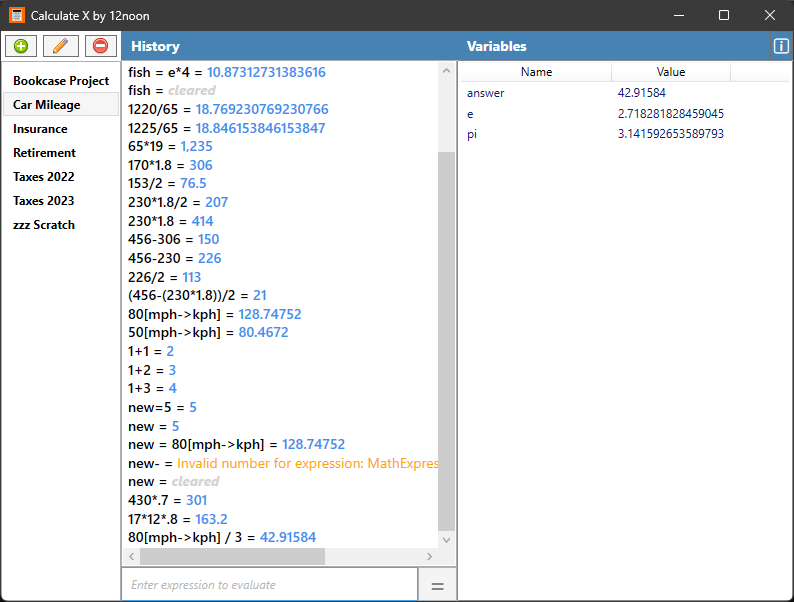 Calculate X by 12noon
History
Variables
Bookcase Project
Car Mileage
Insurance
Retirement
Taxes 2022
Taxes 2023
zzz Scratch
fish = e*4 = 10.87312731383616
fish = cleared
1220/65 = 18.769230769230766
1225/65 = 18.846153846153847
65*19 = 1,235
170*1.8 = 306
153/2 = 76.5
230*1.8/2 = 207
230*1.8 = 414
456-306 = 150
456-230 = 226
226/2 = 113
(456-(230*1.8))/2 = 21
80[mph->kph] = 128.74752
50[mph->kph] = 80.4672
1+1 = 2
1+2 = 3
1+3 = 4
new=5 = 5
new = 5
new = 80[mph->kph] = 128.74752
new- = Invalid number for expression: MathExpres
new = cleared
430*.7 = 301
17*12*.8 = 163.2
80[mph->kph] / 3 = 42.91584
Enter expression to evaluate
=
Name Value
answer 42.91584
e 2.718281828459045
pi 3.141592653589793